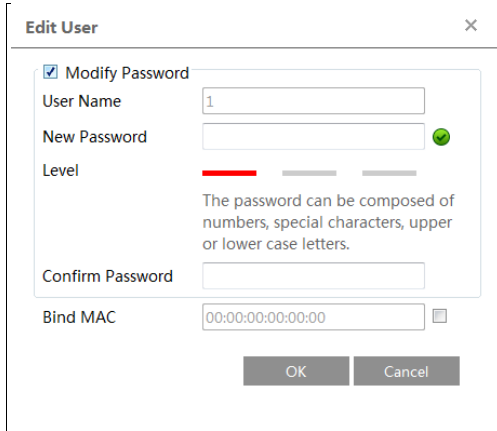 Edit User
Modify Password
User Name
1
New Password
Level
The password can be composed of
numbers, special characters, upper
or lower case letters.
Confirm Password
Bind MAC
00:00:00:00:00:00
OK
Cancel